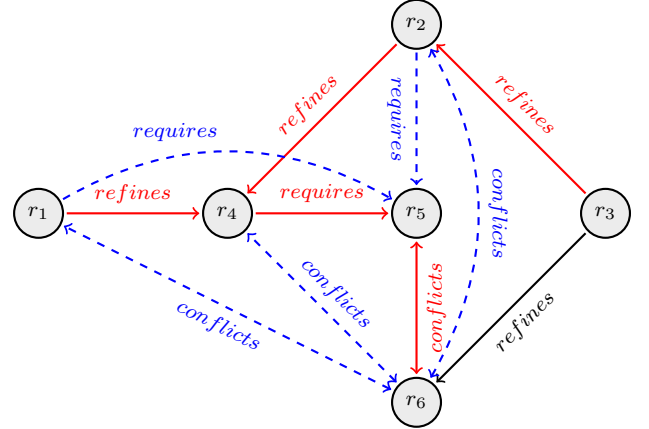 r2
refines
requires
refines
requires
conflicts
refines
requires
r1
r4
r5
r3
conflicts
conflicts
conflicts
refines
r6